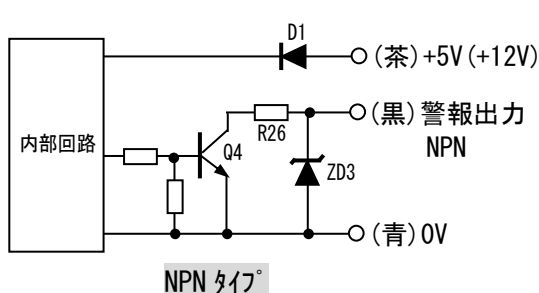 D1
(茶)+5V(+12V)
内部回路
Q4
R26
(黒)警報出力
NPN
ZD3
(青)0V
NPN ﾀｲﾌﾟ